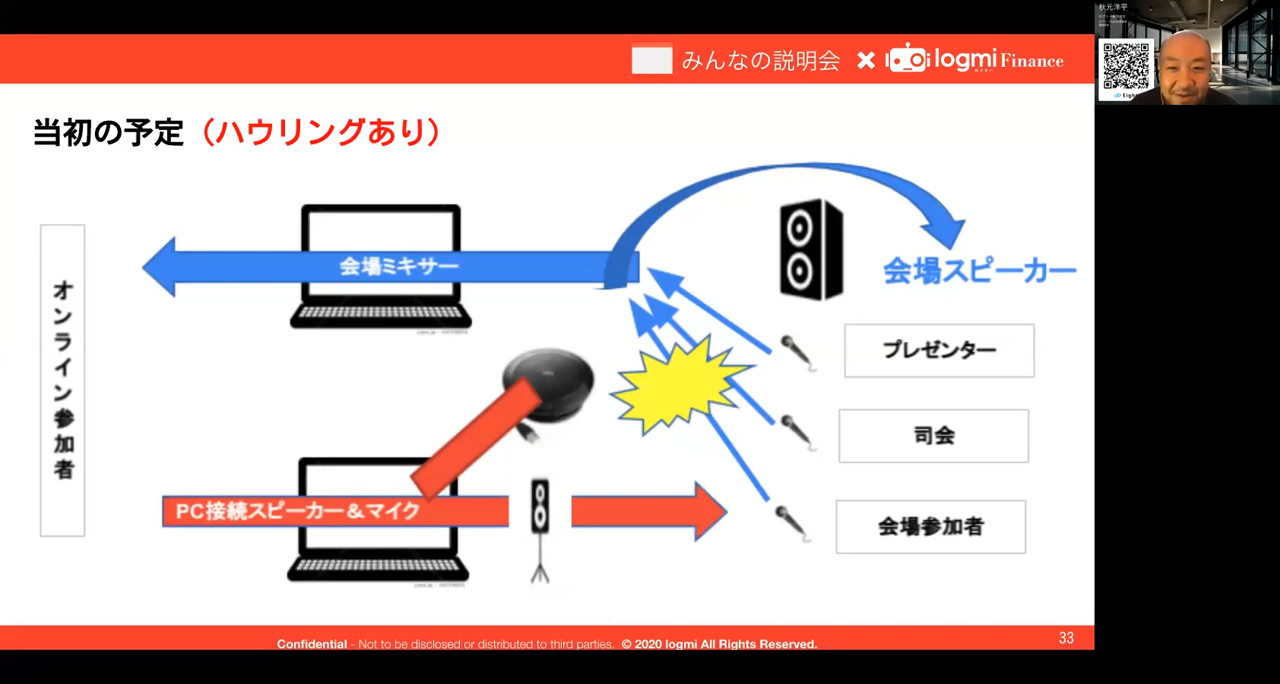 みんなの説明会 × logmi Finance
秋元洋平
当初の予定（ハウリングあり）
オンライン参加者
会場ミキサー
会場スピーカー
プレゼンター
司会
PC接続スピーカー＆マイク
会場参加者
Confidential - Not to be disclosed or distributed to third parties. © 2020 logmi All Rights Reserved.
33